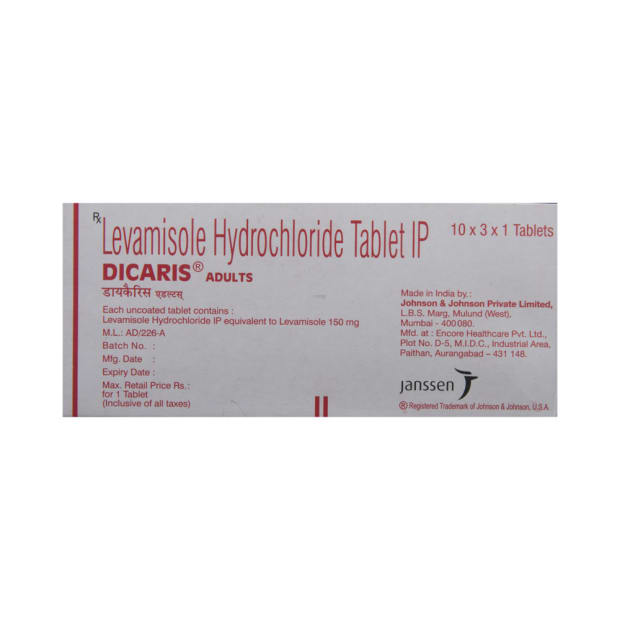 Rx Levamisole Hydrochloride Tablet IP 10 x 3 x 1 Tablets
DICARIS® ADULTS
डायकैरिस एडल्टस्
Each uncoated tablet contains :
Levamisole Hydrochloride IP equivalent to Levamisole 150 mg
M.L.: AD/226-A
Batch No. :
Mfg. Date :
Expiry Date :
Max. Retail Price Rs.:
for 1 Tablet
(Inclusive of all taxes)
Made in India by.:
Johnson & Johnson Private Limited,
L.B.S. Marg, Mulund (West),
Mumbai - 400080.
Mfd. at : Encore Healthcare Pvt. Ltd.,
Plot No. D-5, M.I.D.C., Industrial Area,
Paithan, Aurangabad – 431 148.
janssen
® Registered Trademark of Johnson & Johnson, U.S.A.